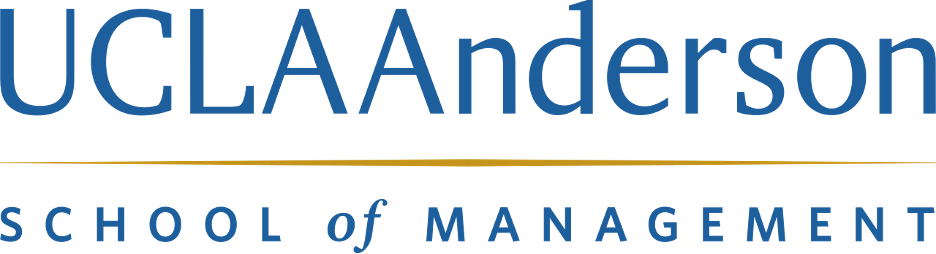 UCLAAnderson
SCHOOL of MANAGEMENT